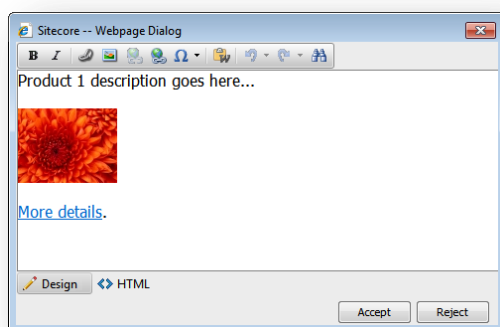 Sitecore -- Webpage Dialog
B I Ω
Product 1 description goes here...
More details.
Design HTML
Accept Reject